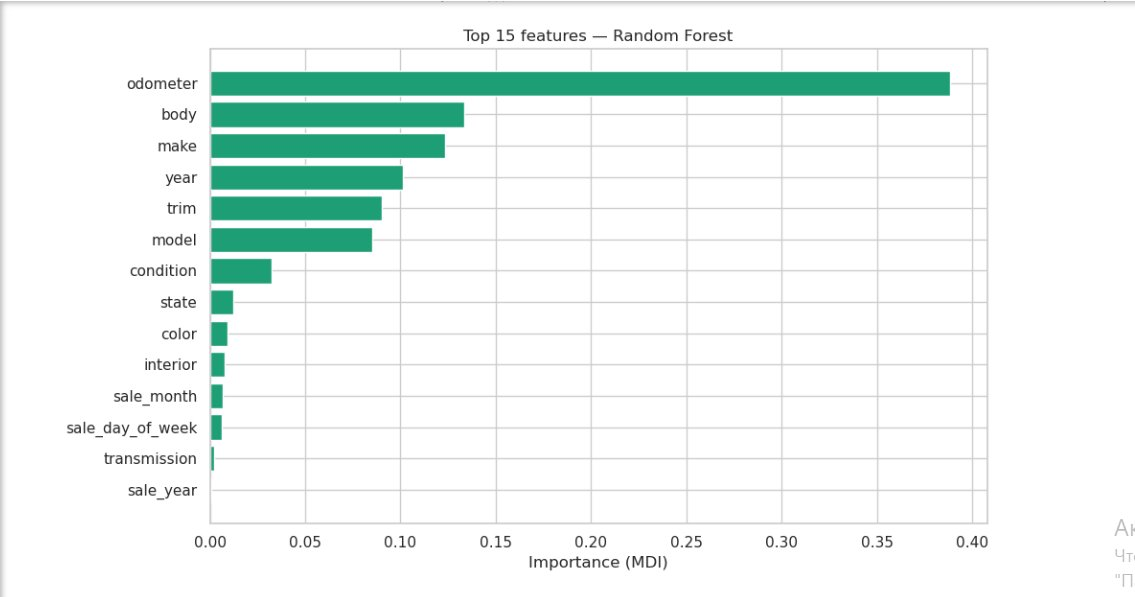 Top 15 features — Random Forest
odometer
body
make
year
trim
model
condition
state
color
interior
sale_month
sale_day_of_week
transmission
sale_year
0.00 0.05 0.10 0.15 0.20 0.25 0.30 0.35 0.40
Importance (MDI)